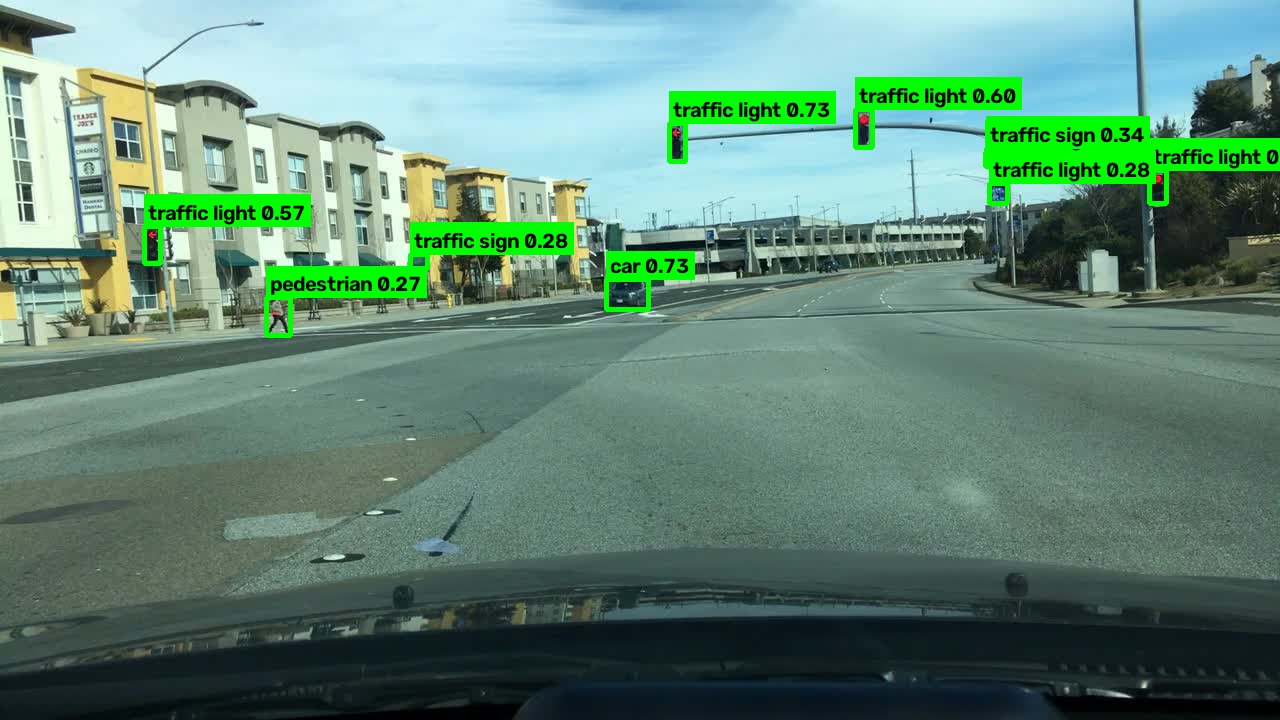 traffic light 0.60
traffic light 0.73
traffic sign 0.34
traffic light 0
traffic light 0.28
TRADER
JOE'S
CHASE
traffic light 0.57
traffic sign 0.28
car 0.73
pedestrian 0.27